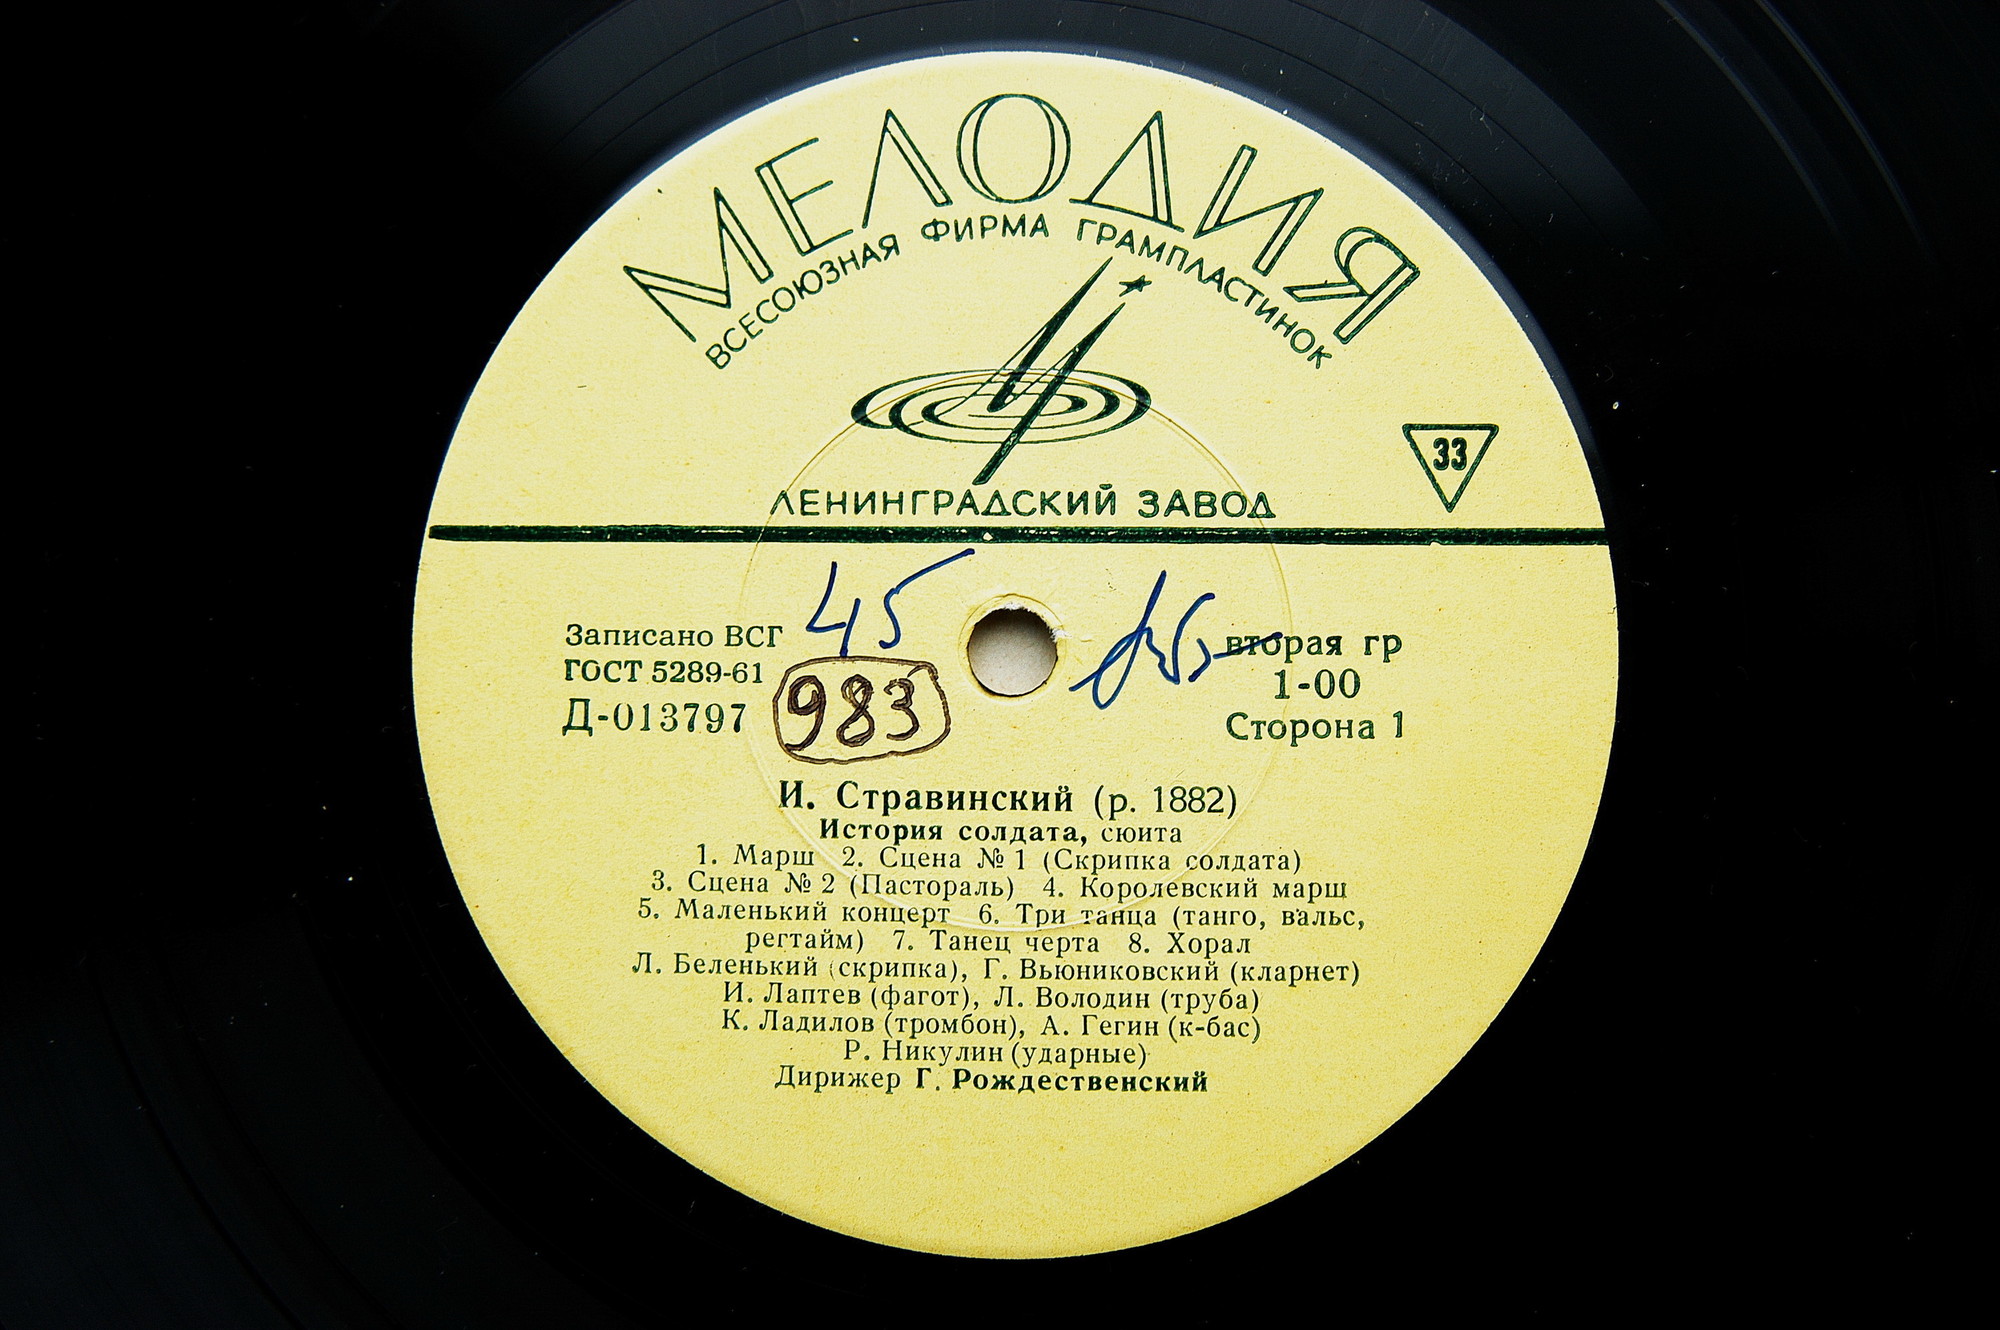 МЕЛОДИЯ
ВСЕСОЮЗНАЯ ФИРМА ГРАМПЛАСТИНОК
33
ЛЕНИНГРАДСКИЙ ЗАВОД
45
Записано ВСГ
ГОСТ 5289-61
Д-013797
983
вторая гр
1-00
Сторона 1
И. Стравинский (р. 1882)
История солдата, сюита
1. Марш 2. Сцена № 1 (Скрипка солдата)
3. Сцена № 2 (Пастораль) 4. Королевский марш
5. Маленький концерт 6. Три танца (танго, вальс,
регтайм) 7. Танец черта 8. Хорал
Л. Беленький (скрипка), Г. Вьюниковский (кларнет)
И. Лаптев (фагот), Л. Володин (труба)
К. Ладилов (тромбон), А. Гегин (к-бас)
Р. Никулин (ударные)
Дирижер Г. Рождественский